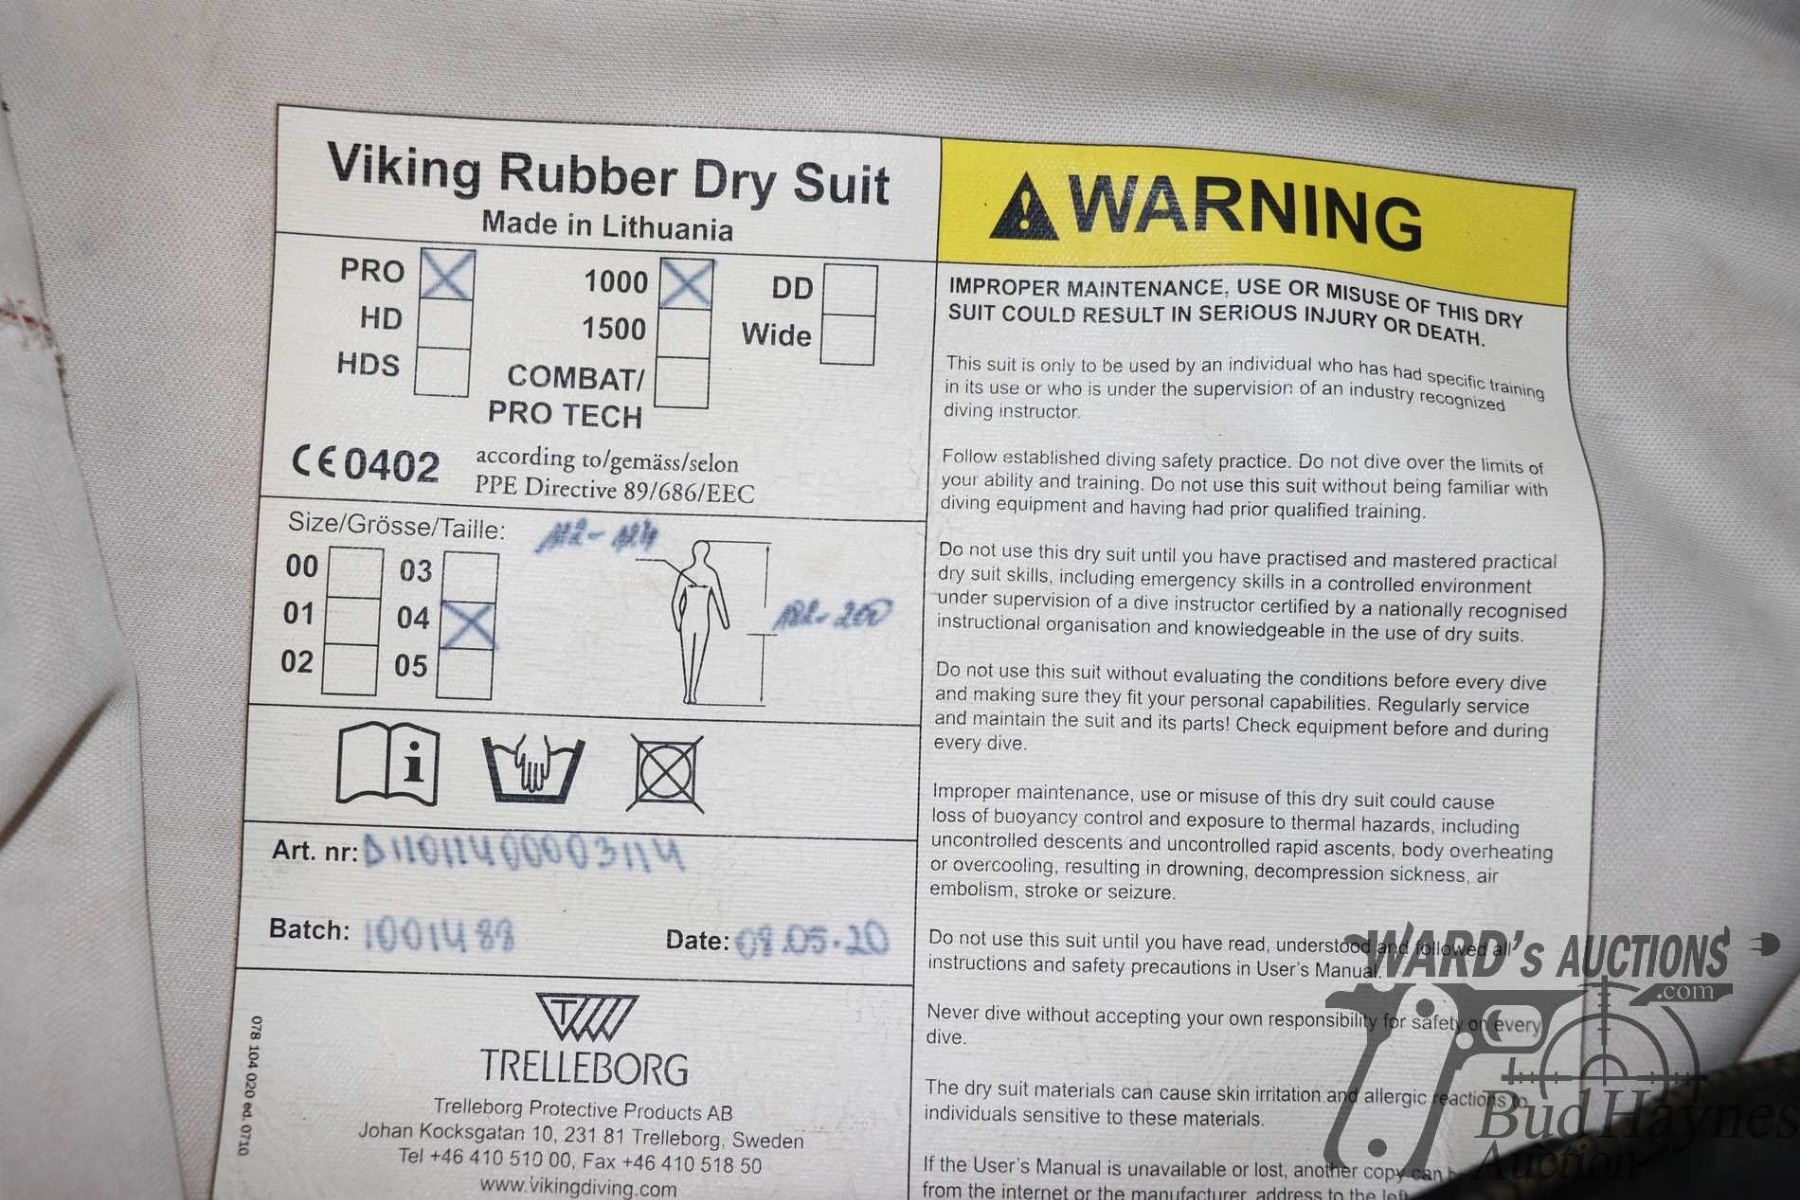 Viking Rubber Dry Suit
Made in Lithuania
PRO
HD
HDS
1000
1500
COMBAT/
PRO TECH
DD
Wide
CE0402
according to/gemäss/selon
PPE Directive 89/686/EEC
Size/Grösse/Taille:
00
01
02
03
04
05
182-200
i
Art. nr: D11011400003114
Batch: 1001488
Date: 09.05.20
078 104 020 ed 0710
TRELLEBORG
Trelleborg Protective Products AB
Johan Kocksgatan 10, 231 81 Trelleborg, Sweden
Tel +46 410 510 00, Fax +46 410 518 50
www.vikingdiving.com
WARNING
IMPROPER MAINTENANCE, USE OR MISUSE OF THIS DRY
SUIT COULD RESULT IN SERIOUS INJURY OR DEATH.
This suit is only to be used by an individual who has had specific training
in its use or who is under the supervision of an industry recognized
diving instructor.
Follow established diving safety practice. Do not dive over the limits of
your ability and training. Do not use this suit without being familiar with
diving equipment and having had prior qualified training.
Do not use this dry suit until you have practised and mastered practical
dry suit skills, including emergency skills in a controlled environment
under supervision of a dive instructor certified by a nationally recognised
instructional organisation and knowledgeable in the use of dry suits.
Do not use this suit without evaluating the conditions before every dive
and making sure they fit your personal capabilities. Regularly service
and maintain the suit and its parts! Check equipment before and during
every dive.
Improper maintenance, use or misuse of this dry suit could cause
loss of buoyancy control and exposure to thermal hazards, including
uncontrolled descents and uncontrolled rapid ascents, body overheating
or overcooling, resulting in drowning, decompression sickness, air
embolism, stroke or seizure.
Do not use this suit until you have read, understood and followed all
instructions and safety precautions in User's Manual.
Never dive without accepting your own responsibility for safety on every
dive.
The dry suit materials can cause skin irritation and allergic reactions to
individuals sensitive to these materials.
If the User's Manual is unavailable or lost, another copy can
from the internet or the manufacturer, address to the left
WARD's AUCTIONS
.com
Bud Haynes
Auction